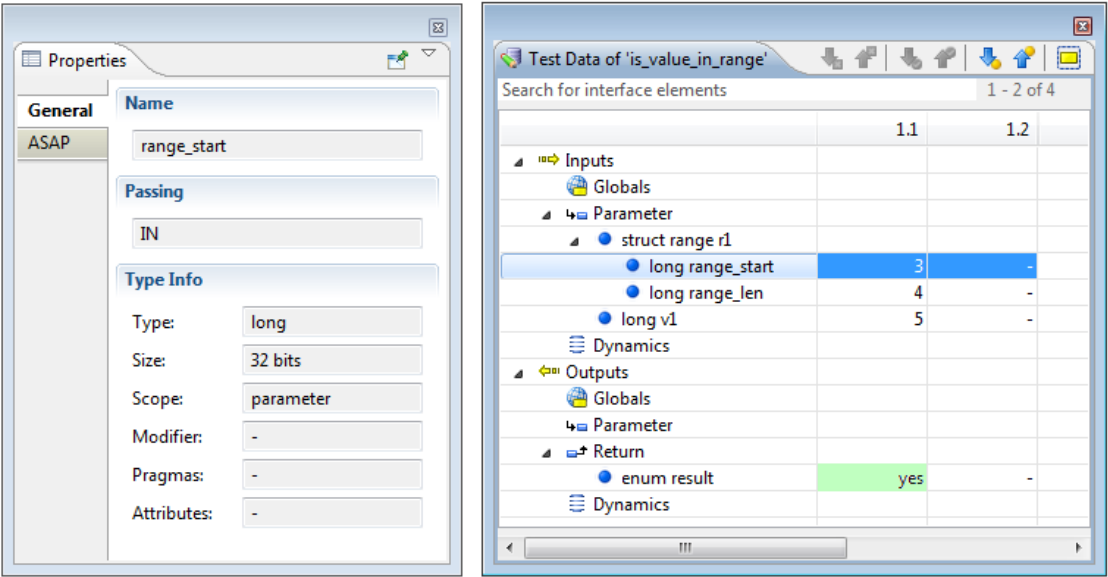 Properties
General
ASAP
Name
range_start
Passing
IN
Type Info
Type: long
Size: 32 bits
Scope: parameter
Modifier: -
Pragmas: -
Attributes: -
Test Data of 'is_value_in_range'
Search for interface elements 1 - 2 of 4
1.1 1.2
Inputs
Globals
Parameter
struct range r1
long range_start 3 -
long range_len 4 -
long v1 5 -
Dynamics
Outputs
Globals
Parameter
Return
enum result yes -
Dynamics